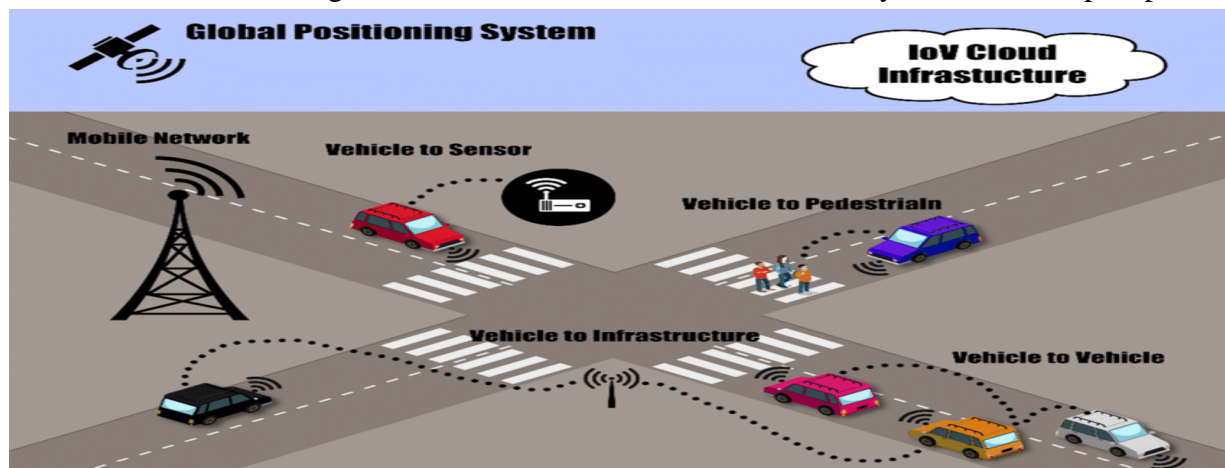 Global Positioning System
IoV Cloud
Infrastucture
Mobile Network
Vehicle to Sensor
Vehicle to Pedestrialn
Vehicle to Infrastructure
Vehicle to Vehicle